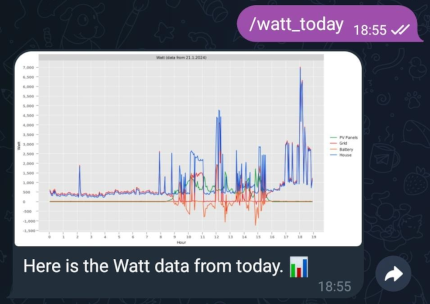 /watt_today 18:55
Watt (data from 21.1.2024)
7,000
6,500
6,000
5,500
5,000
4,500
4,000
3,500
3,000
2,500
2,000
1,500
1,000
500
0
-500
-1,000
-1,500
Watt
PV Panels
Grid
Battery
House
0 1 2 3 4 5 6 7 8 9 10 11 12 13 14 15 16 17 18 19
Hour
Here is the Watt data from today. 📊
18:55